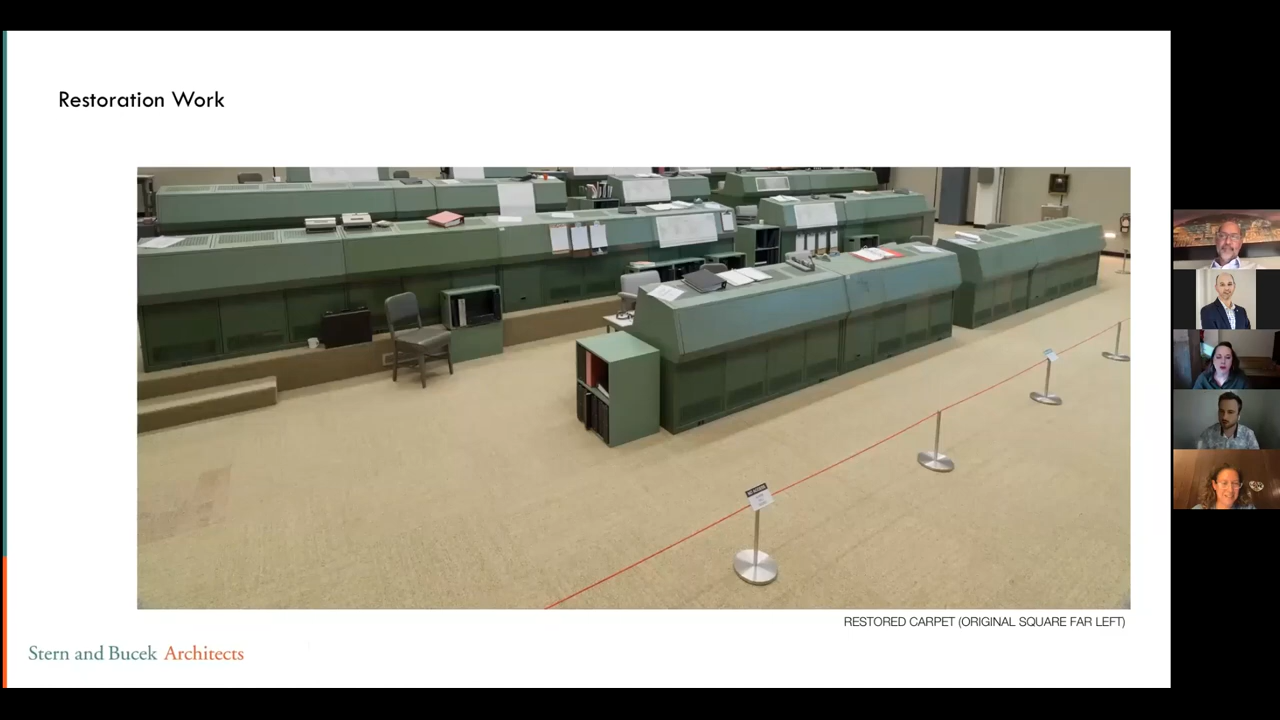 Restoration Work
RESTORED CARPET (ORIGINAL SQUARE FAR LEFT)
Stern and Bucek Architects